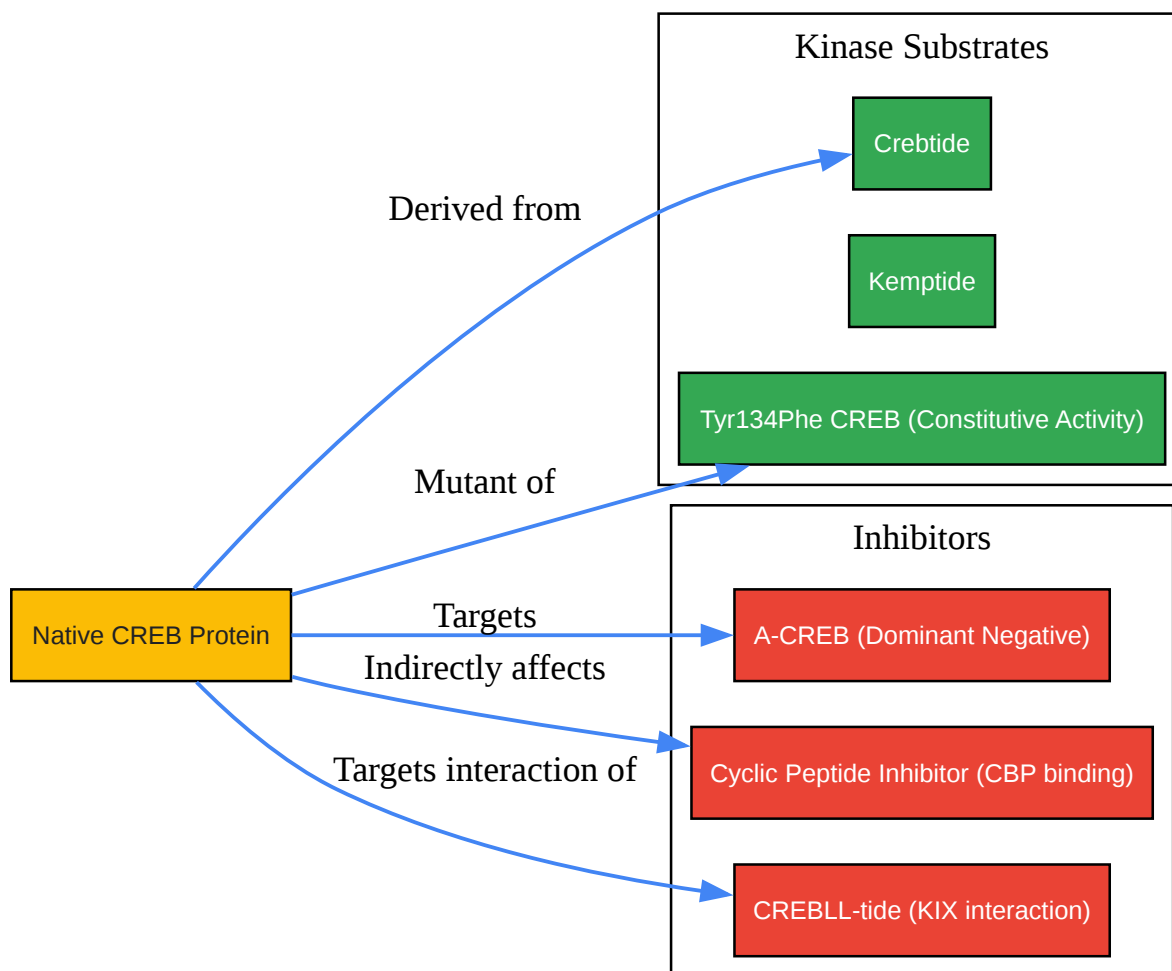 Kinase Substrates
Crebtide
Derived from
Kemptide
Tyr134Phe CREB (Constitutive Activity)
Mutant of
Inhibitors
Native CREB Protein
Targets
A-CREB (Dominant Negative)
Indirectly affects
Cyclic Peptide Inhibitor (CBP binding)
Targets interaction of
CREBLL-tide (KIX interaction)